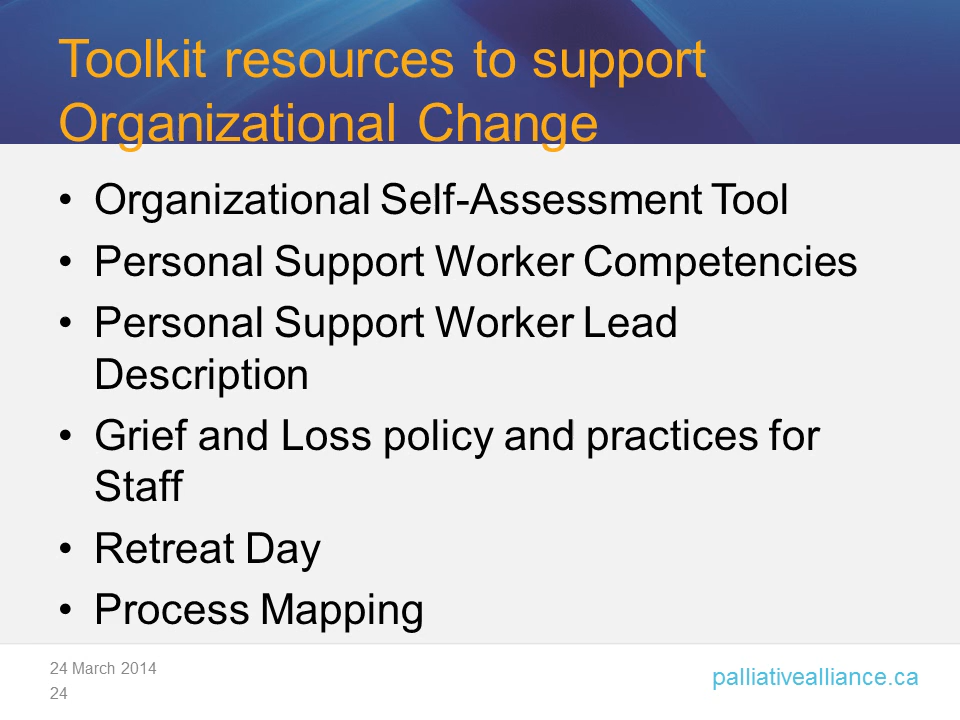 Toolkit resources to support
Organizational Change
• Organizational Self-Assessment Tool
• Personal Support Worker Competencies
• Personal Support Worker Lead
Description
• Grief and Loss policy and practices for
Staff
• Retreat Day
• Process Mapping
24 March 2014
24
palliativealliance.ca